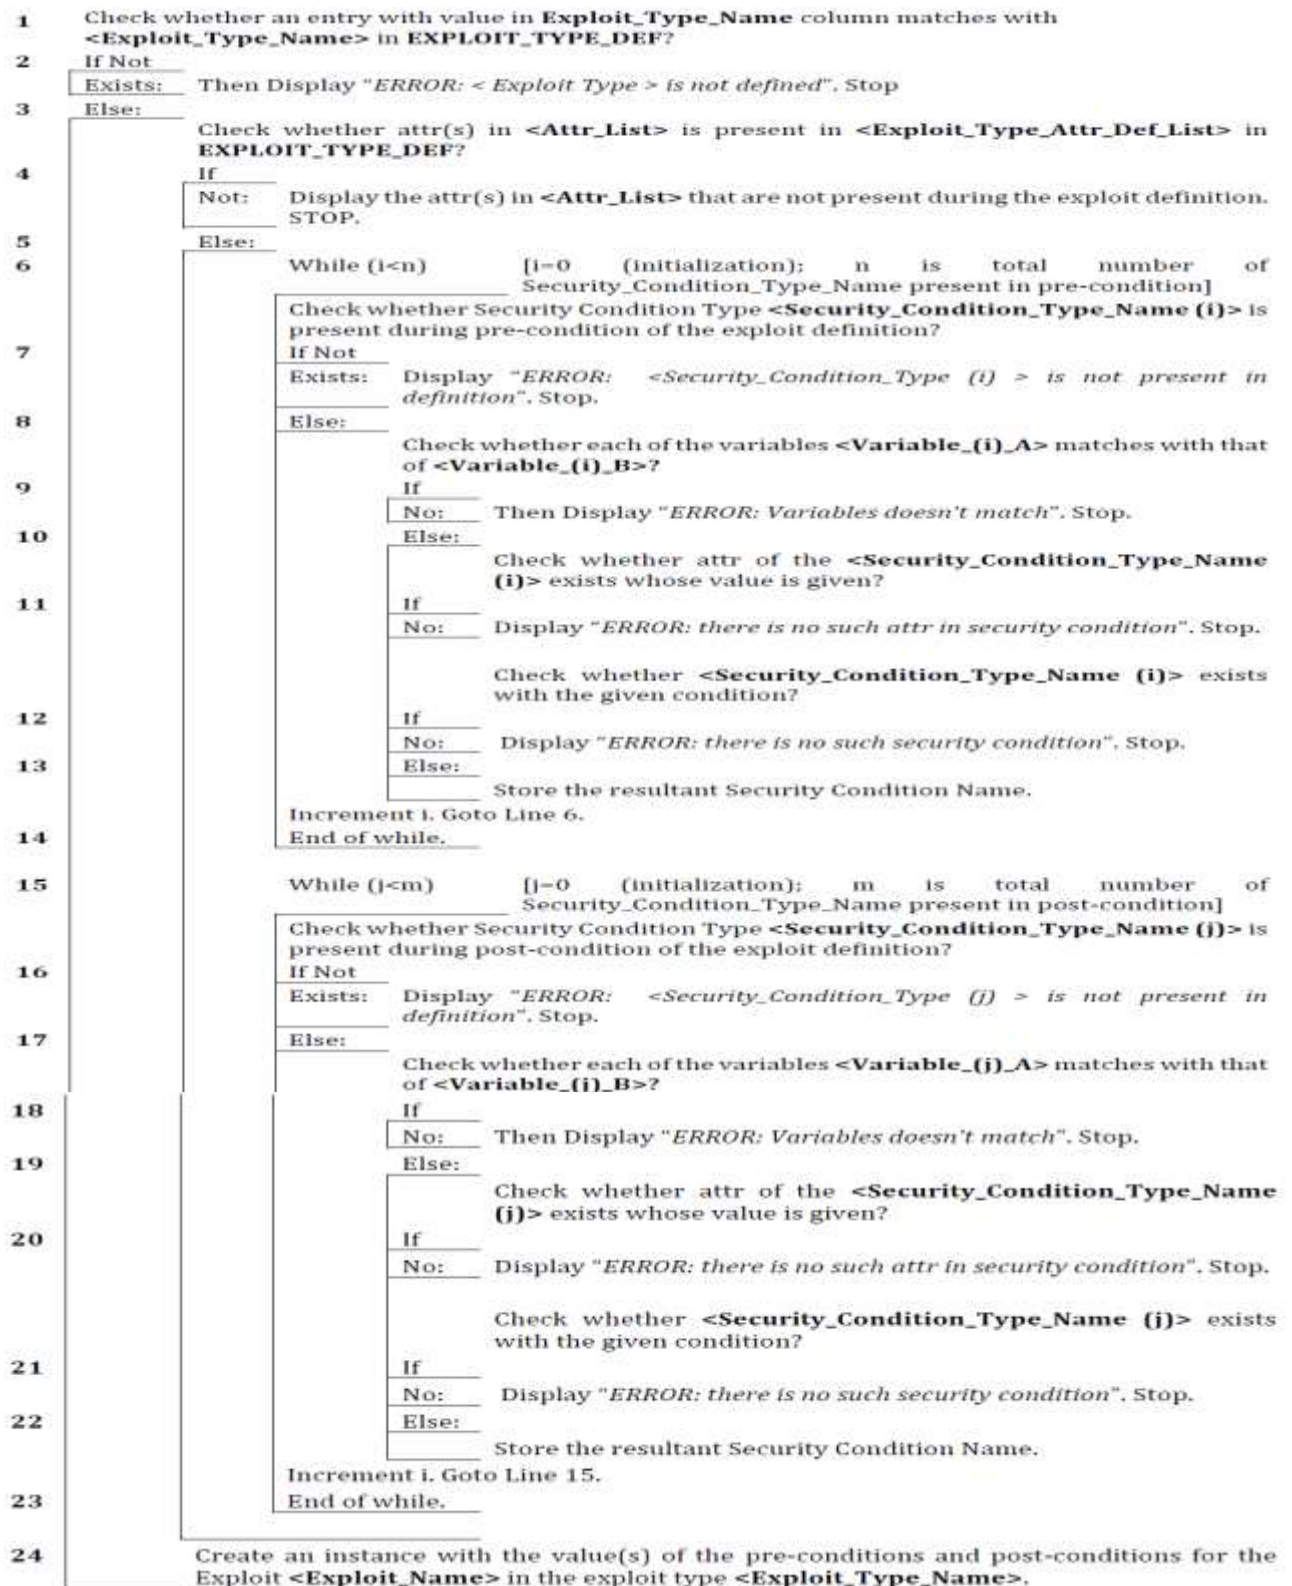 1 Check whether an entry with value in Exploit_Type_Name column matches with
<Exploit_Type_Name> in EXPLOIT_TYPE_DEF?
2 If Not
Exists: Then Display "ERROR: < Exploit Type > is not defined". Stop
3 Else:
Check whether attr(s) in <Attr_List> is present in <Exploit_Type_Attr_Def_List> in
EXPLOIT_TYPE_DEF?
4 If
Not: Display the attr(s) in <Attr_List> that are not present during the exploit definition.
STOP.
5 Else:
6 While (i<n) [i=0 (initialization); n is total number of
Security_Condition_Type_Name present in pre-condition]
Check whether Security Condition Type <Security_Condition_Type_Name (i)> is
present during pre-condition of the exploit definition?
7 If Not
Exists: Display "ERROR: <Security_Condition_Type (i) > is not present in
definition". Stop.
8 Else:
Check whether each of the variables <Variable_(i)_A> matches with that
of <Variable_(i)_B>?
9 If
No: Then Display "ERROR: Variables doesn't match". Stop.
10 Else:
Check whether attr of the <Security_Condition_Type_Name
(i)> exists whose value is given?
11 If
No: Display "ERROR: there is no such attr in security condition". Stop.
Check whether <Security_Condition_Type_Name (i)> exists
with the given condition?
12 If
No: Display "ERROR: there is no such security condition". Stop.
13 Else:
Store the resultant Security Condition Name.
Increment i. Goto Line 6.
14 End of while.
15 While (j<m) [j=0 (initialization); m is total number of
Security_Condition_Type_Name present in post-condition]
Check whether Security Condition Type <Security_Condition_Type_Name (j)> is
present during post-condition of the exploit definition?
16 If Not
Exists: Display "ERROR: <Security_Condition_Type (j) > is not present in
definition". Stop.
17 Else:
Check whether each of the variables <Variable_(j)_A> matches with that
of <Variable_(j)_B>?
18 If
No: Then Display "ERROR: Variables doesn't match". Stop.
19 Else:
Check whether attr of the <Security_Condition_Type_Name
(j)> exists whose value is given?
20 If
No: Display "ERROR: there is no such attr in security condition". Stop.
Check whether <Security_Condition_Type_Name (j)> exists
with the given condition?
21 If
No: Display "ERROR: there is no such security condition". Stop.
22 Else:
Store the resultant Security Condition Name.
Increment i. Goto Line 15.
23 End of while.
24 Create an instance with the value(s) of the pre-conditions and post-conditions for the
Exploit <Exploit_Name> in the exploit type <Exploit_Type_Name>.